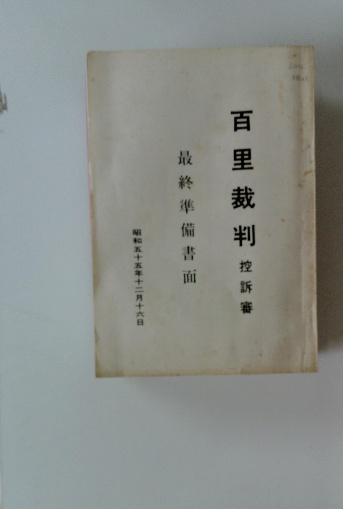 百里裁判 控訴審
最終準備書面
昭和五十五年十二月十六日